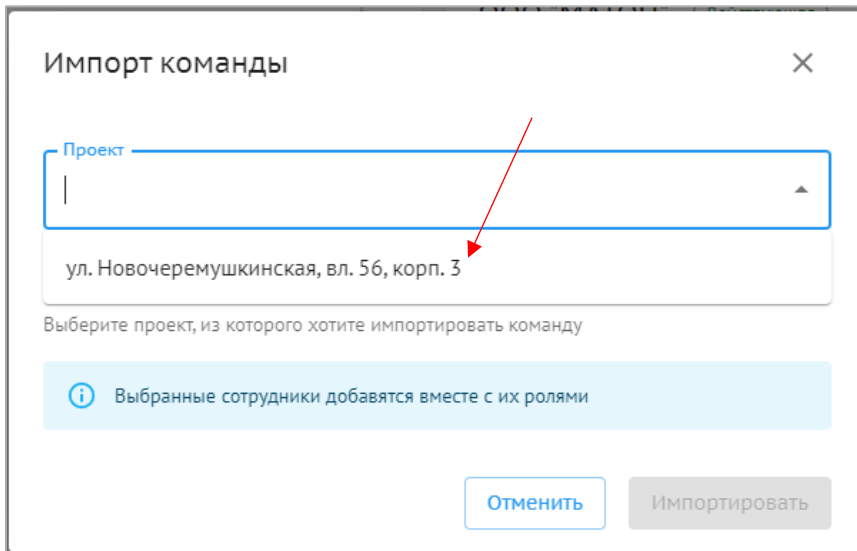 Импорт команды
Проект
ул. Новочеремушкинская, вл. 56, корп. 3
Выберите проект, из которого хотите импортировать команду
Выбранные сотрудники добавятся вместе с их ролями
Отменить
Импортировать